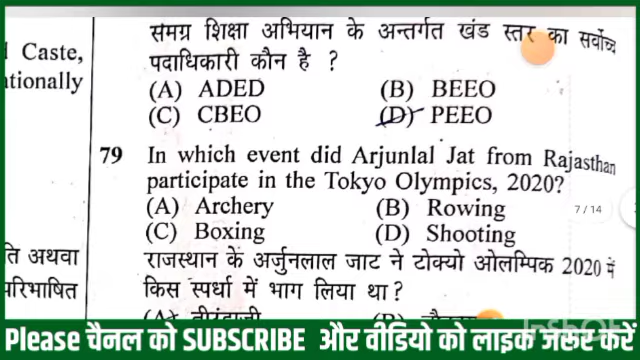 समग्र शिक्षा अभियान के अन्तर्गत खंड स्तर का सर्वोच्च
पदाधिकारी कौन है ?
(A) ADED (B) BEEO
(C) CBEO (D) PEEO
Caste,
ationally
79 In which event did Arjunlal Jat from Rajasthan
participate in the Tokyo Olympics, 2020?
(A) Archery (B) Rowing
(C) Boxing (D) Shooting
7 / 14
राजस्थान के अर्जुनलाल जाट ने टोक्यो ओलम्पिक 2020 में
किस स्पर्धा में भाग लिया था?
ति अथवा
परिभाषित
(A) तीरंदाजी (B)
Please चैनल को SUBSCRIBE और वीडियो को लाइक जरूर करें